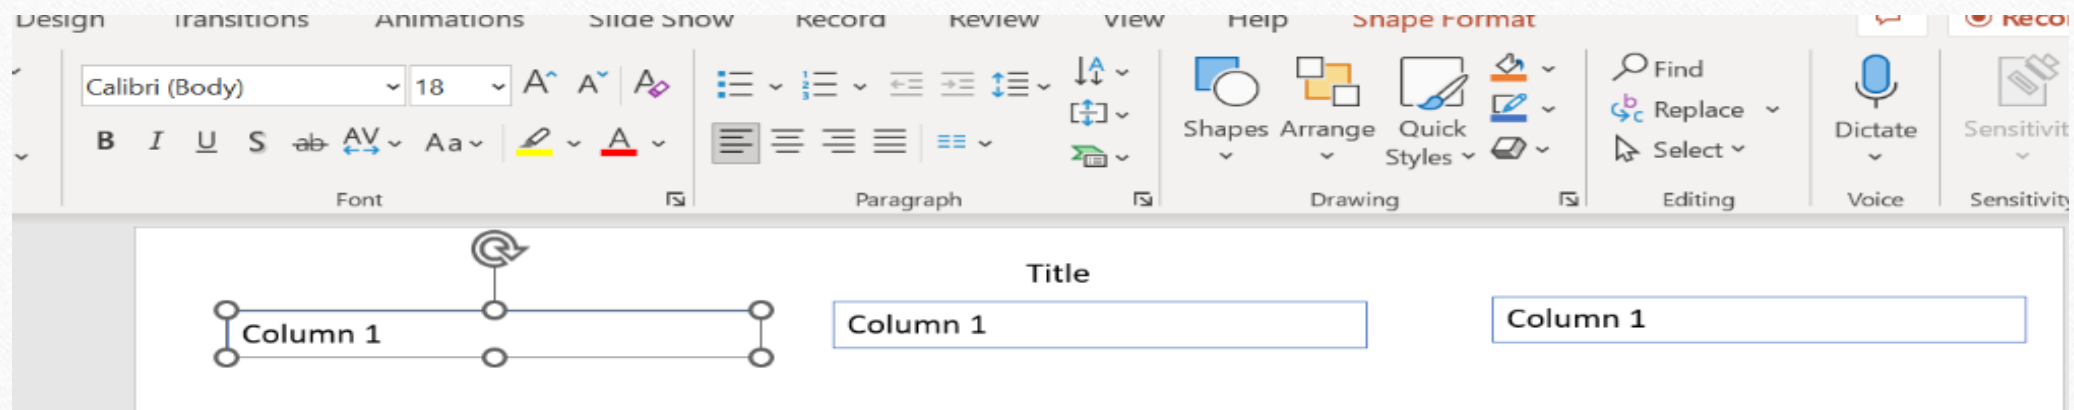 Design Transitions Animations Slide Show Record Review View Help Shape Format
Calibri (Body) 18 A A A
Find
Replace
Select
B I U S ab AV Aa A
Shapes Arrange Quick Styles
Dictate
Font Paragraph Drawing Editing Voice
Title
Column 1 Column 1 Column 1